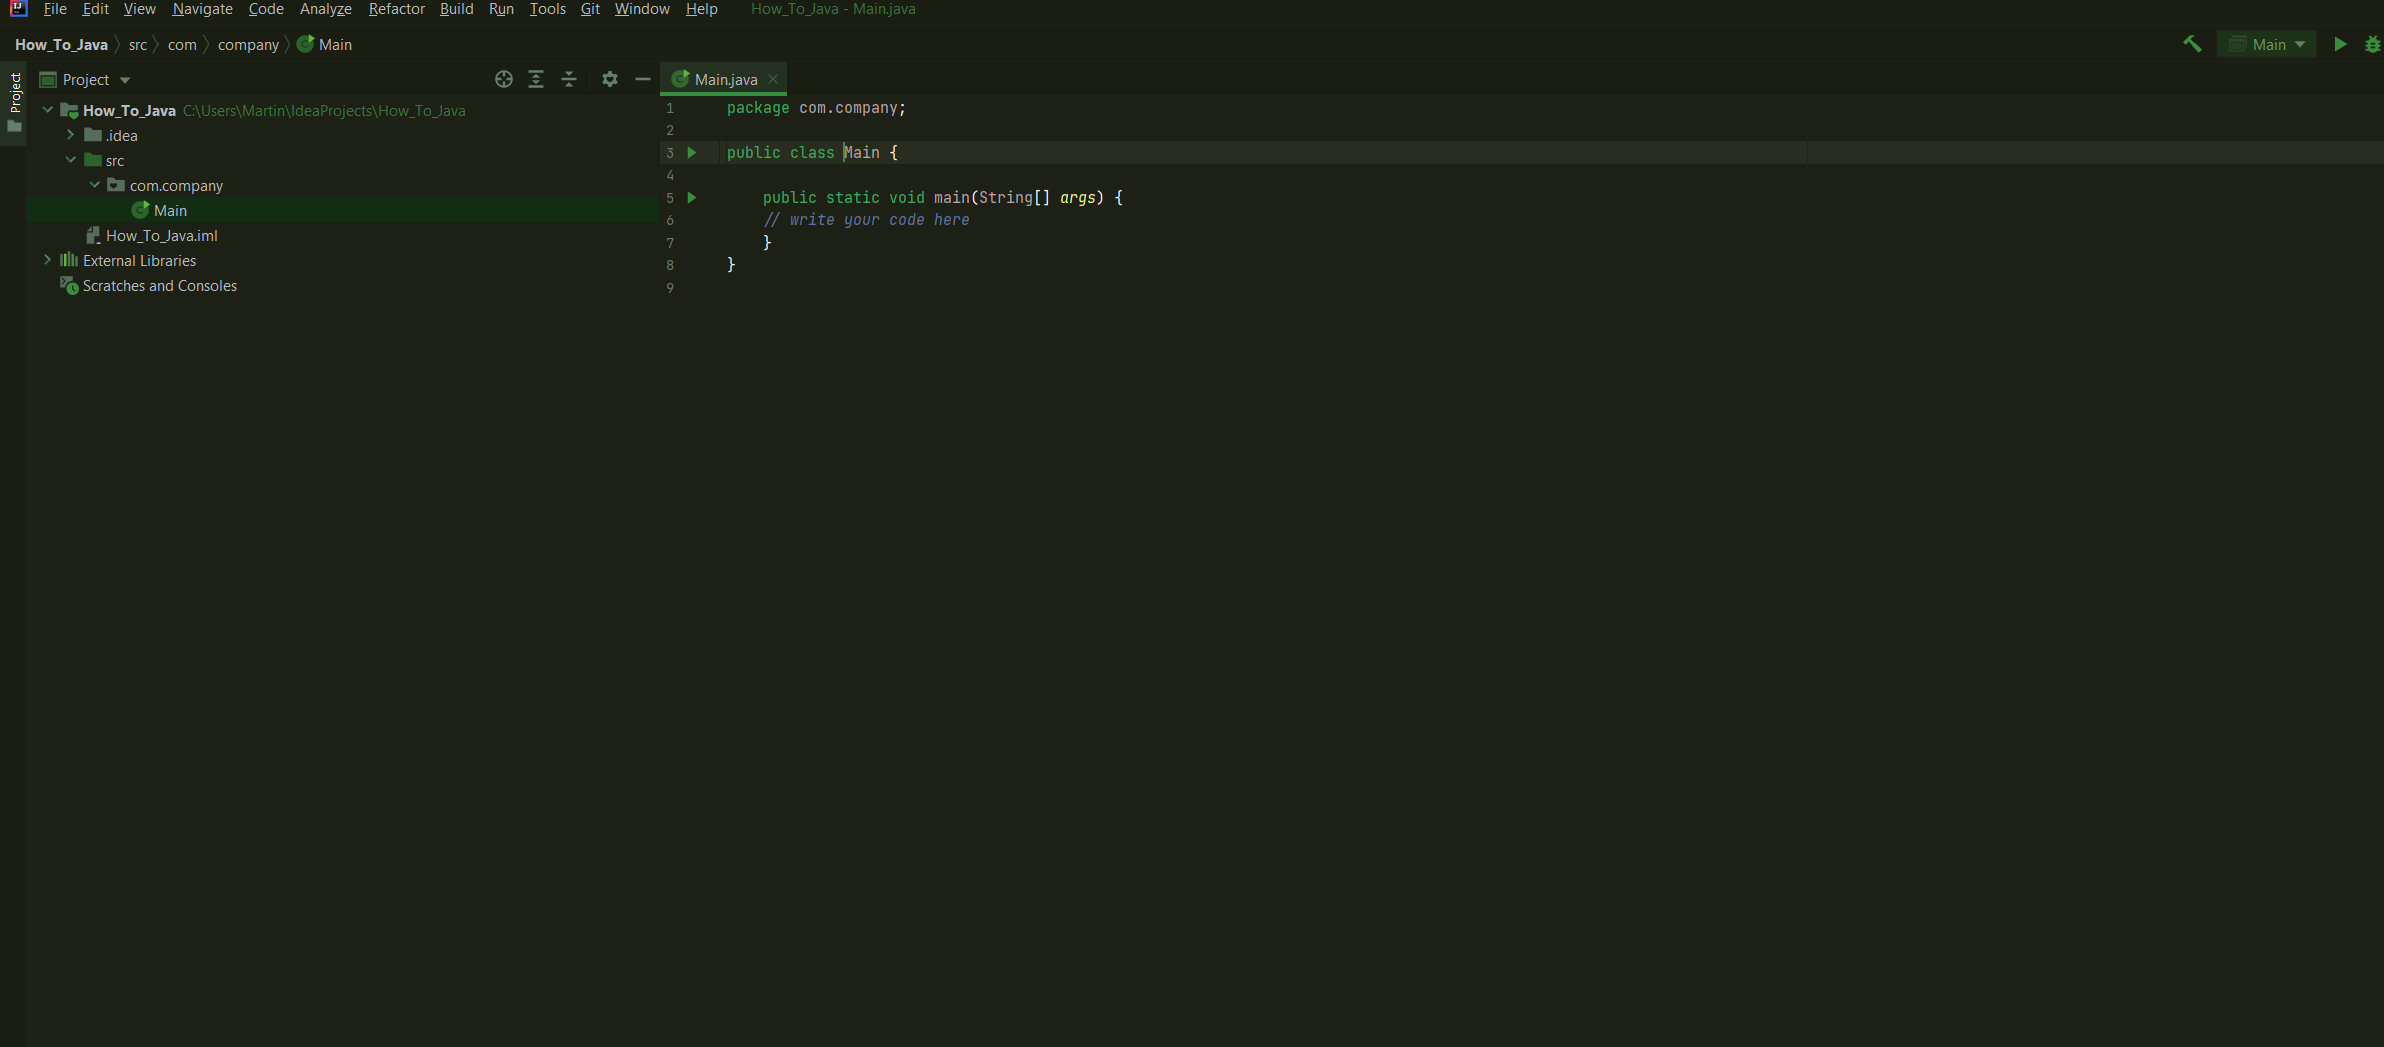 File Edit View Navigate Code Analyze Refactor Build Run Tools Git Window Help How_To_Java - Main.java
How_To_Java src com company Main Main
Project
Project
How_To_Java C:\Users\Martin\IdeaProjects\How_To_Java
.idea
src
com.company
Main
How_To_Java.iml
External Libraries
Scratches and Consoles
Main.java
1 package com.company;
2
3 public class Main {
4
5 public static void main(String[] args) {
6 // write your code here
7 }
8 }
9